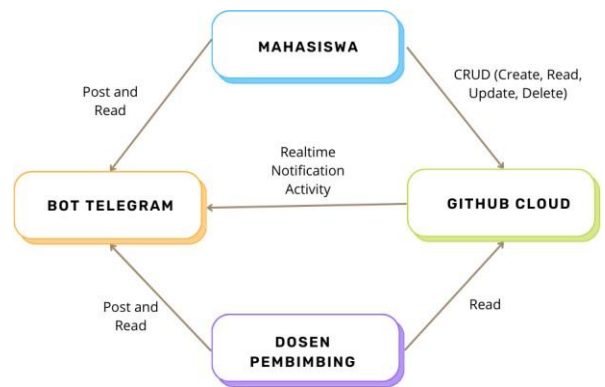 MAHASISWA
Post and
Read
CRUD (Create, Read,
Update, Delete)
Realtime
Notification
Activity
BOT TELEGRAM
GITHUB CLOUD
Post and
Read
Read
DOSEN
PEMBIMBING